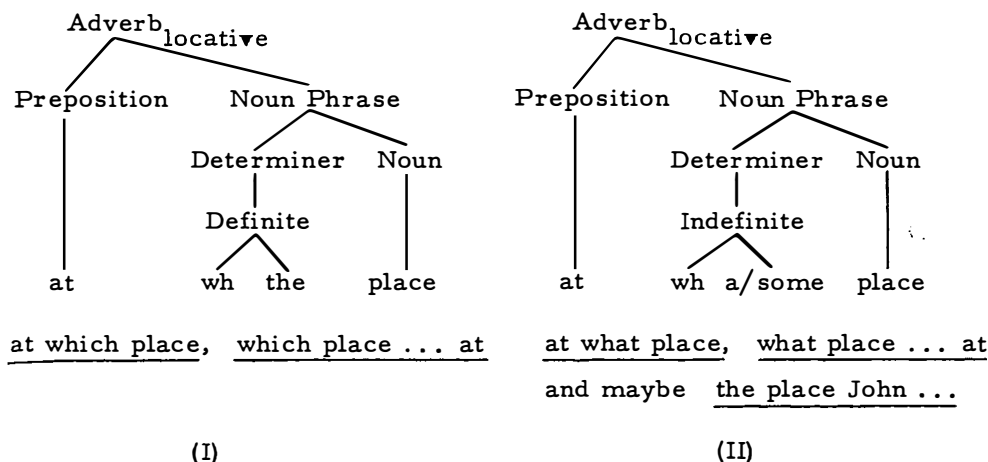 Adverb locative Adverb locative
Preposition Noun Phrase Preposition Noun Phrase
Determiner Noun Determiner Noun
Definite Indefinite
at wh the place at wh a/some place
at which place, which place ... at at what place, what place ... at
and maybe the place John ...
(I) (II)